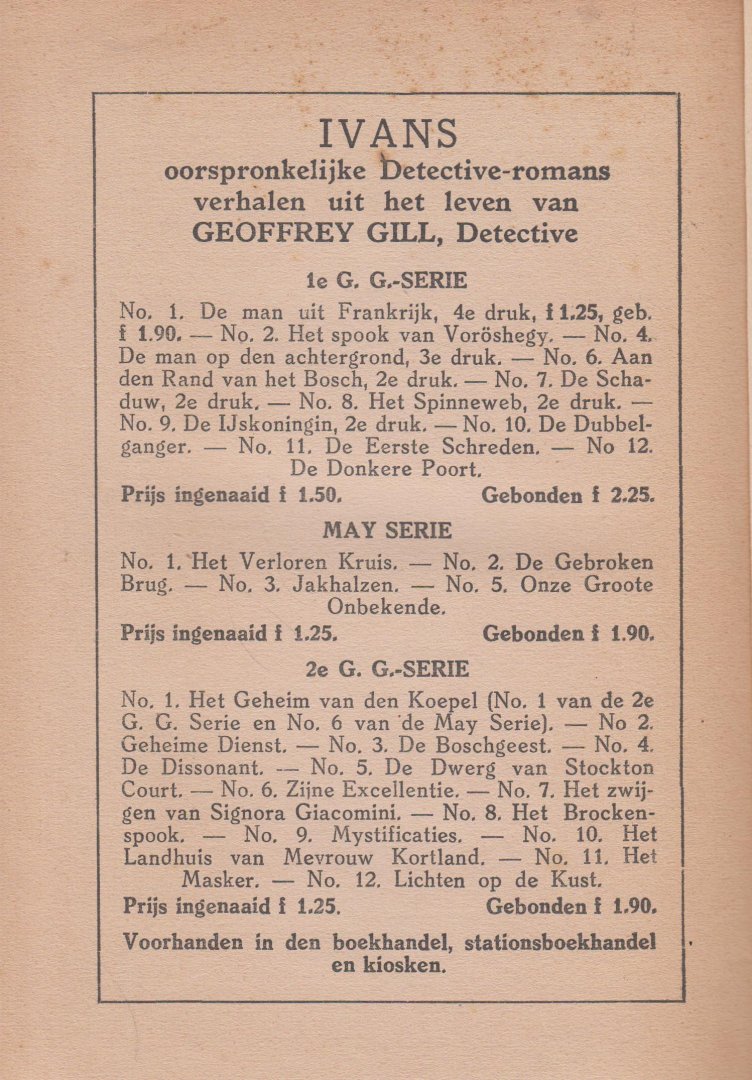 IVANS
oorspronkelijke Detective-romans
verhalen uit het leven van
GEOFFREY GILL, Detective
1e G. G.-SERIE
No. 1. De man uit Frankrijk, 4e druk, f 1.25, geb.
f 1.90. — No. 2. Het spook van Voröshegy. — No. 4.
De man op den achtergrond, 3e druk. — No. 6. Aan
den Rand van het Bosch, 2e druk. — No. 7. De Scha-
duw, 2e druk. — No. 8. Het Spinneweb, 2e druk. —
No. 9. De IJskoningin, 2e druk. — No. 10. De Dubbel-
ganger. — No. 11. De Eerste Schreden. — No 12.
De Donkere Poort.
Prijs ingenaaid f 1.50. Gebonden f 2.25.
MAY SERIE
No. 1. Het Verloren Kruis. — No. 2. De Gebroken
Brug. — No. 3. Jakhalzen. — No. 5. Onze Groote
Onbekende.
Prijs ingenaaid f 1.25. Gebonden f 1.90.
2e G. G.-SERIE
No. 1. Het Geheim van den Koepel (No. 1 van de 2e
G. G. Serie en No. 6 van de May Serie). — No 2.
Geheime Dienst. — No. 3. De Boschgeest. — No. 4.
De Dissonant. — No. 5. De Dwerg van Stockton
Court. — No. 6. Zijne Excellentie. — No. 7. Het zwij-
gen van Signora Giacomini. — No. 8. Het Brocken-
spook. — No. 9. Mystificaties. — No. 10. Het
Landhuis van Mevrouw Kortland. — No. 11. Het
Masker. — No. 12. Lichten op de Kust.
Prijs ingenaaid f 1.25. Gebonden f 1.90.
Voorhanden in den boekhandel, stationsboekhandel
en kiosken.